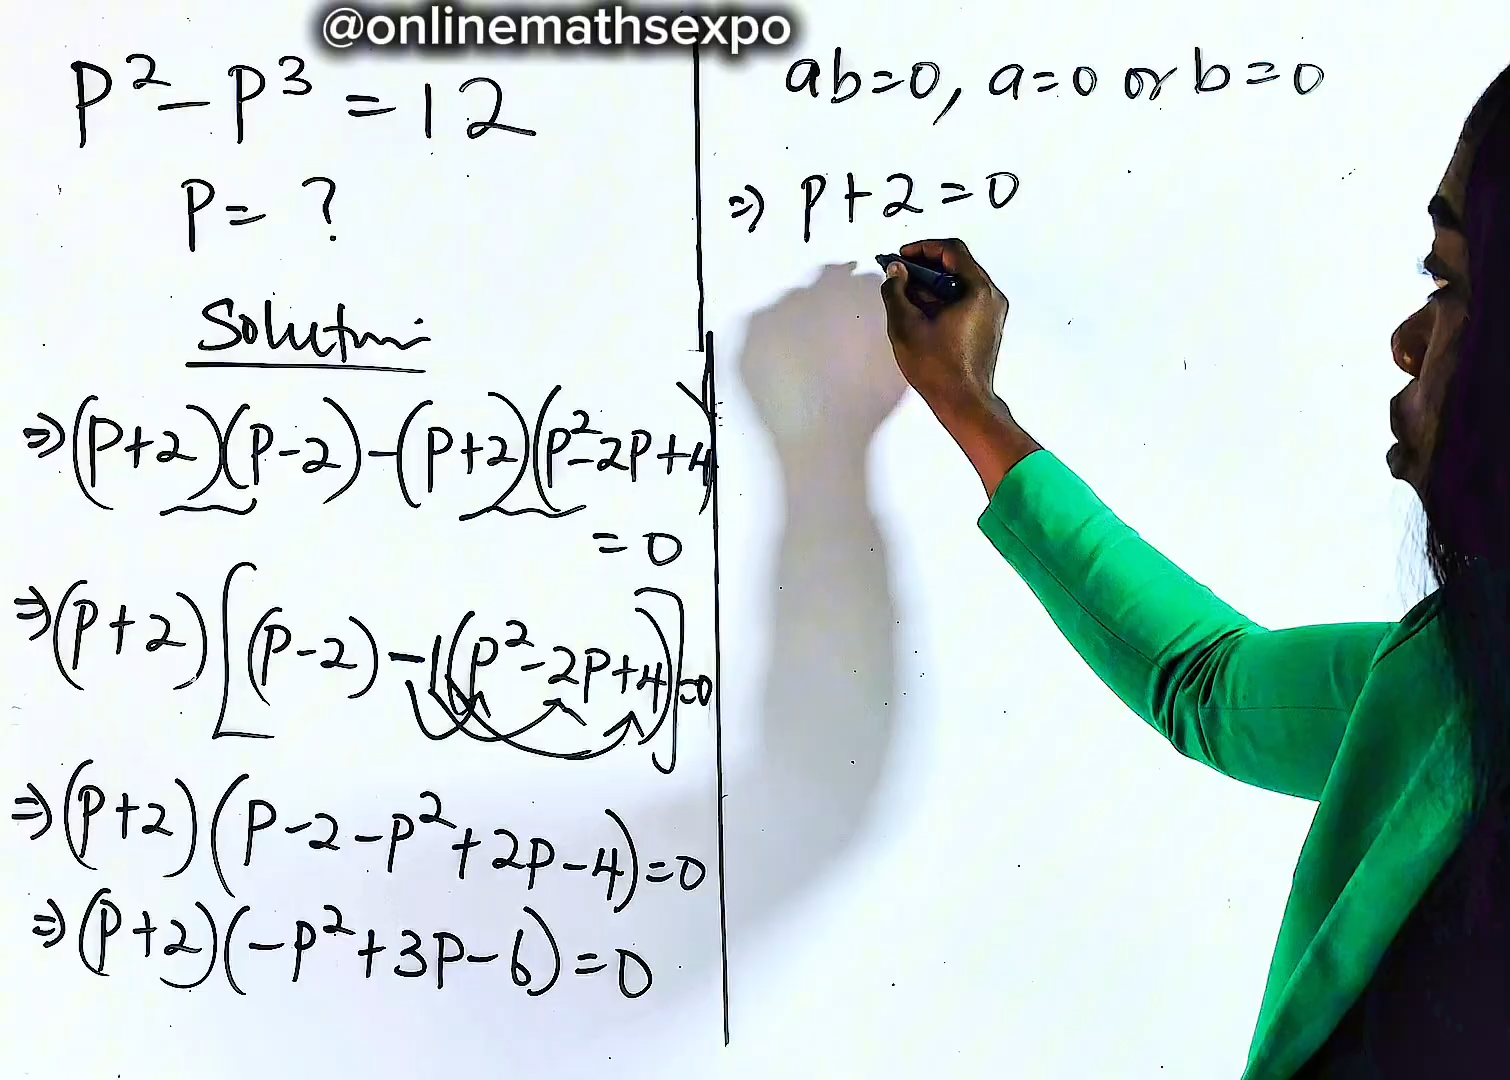 @onlinemathsexpo
P² - P³ = 12
P = ?
Solution
⇒ (P+2)(P-2) - (P+2)(P²-2P+4)
= 0
⇒ (P+2)[(P-2) -1(P²-2P+4)] = 0
⇒ (P+2)(P-2-P²+2P-4) = 0
⇒ (P+2)(-P²+3P-6) = 0
ab=0, a=0 or b=0
⇒ P+2=0